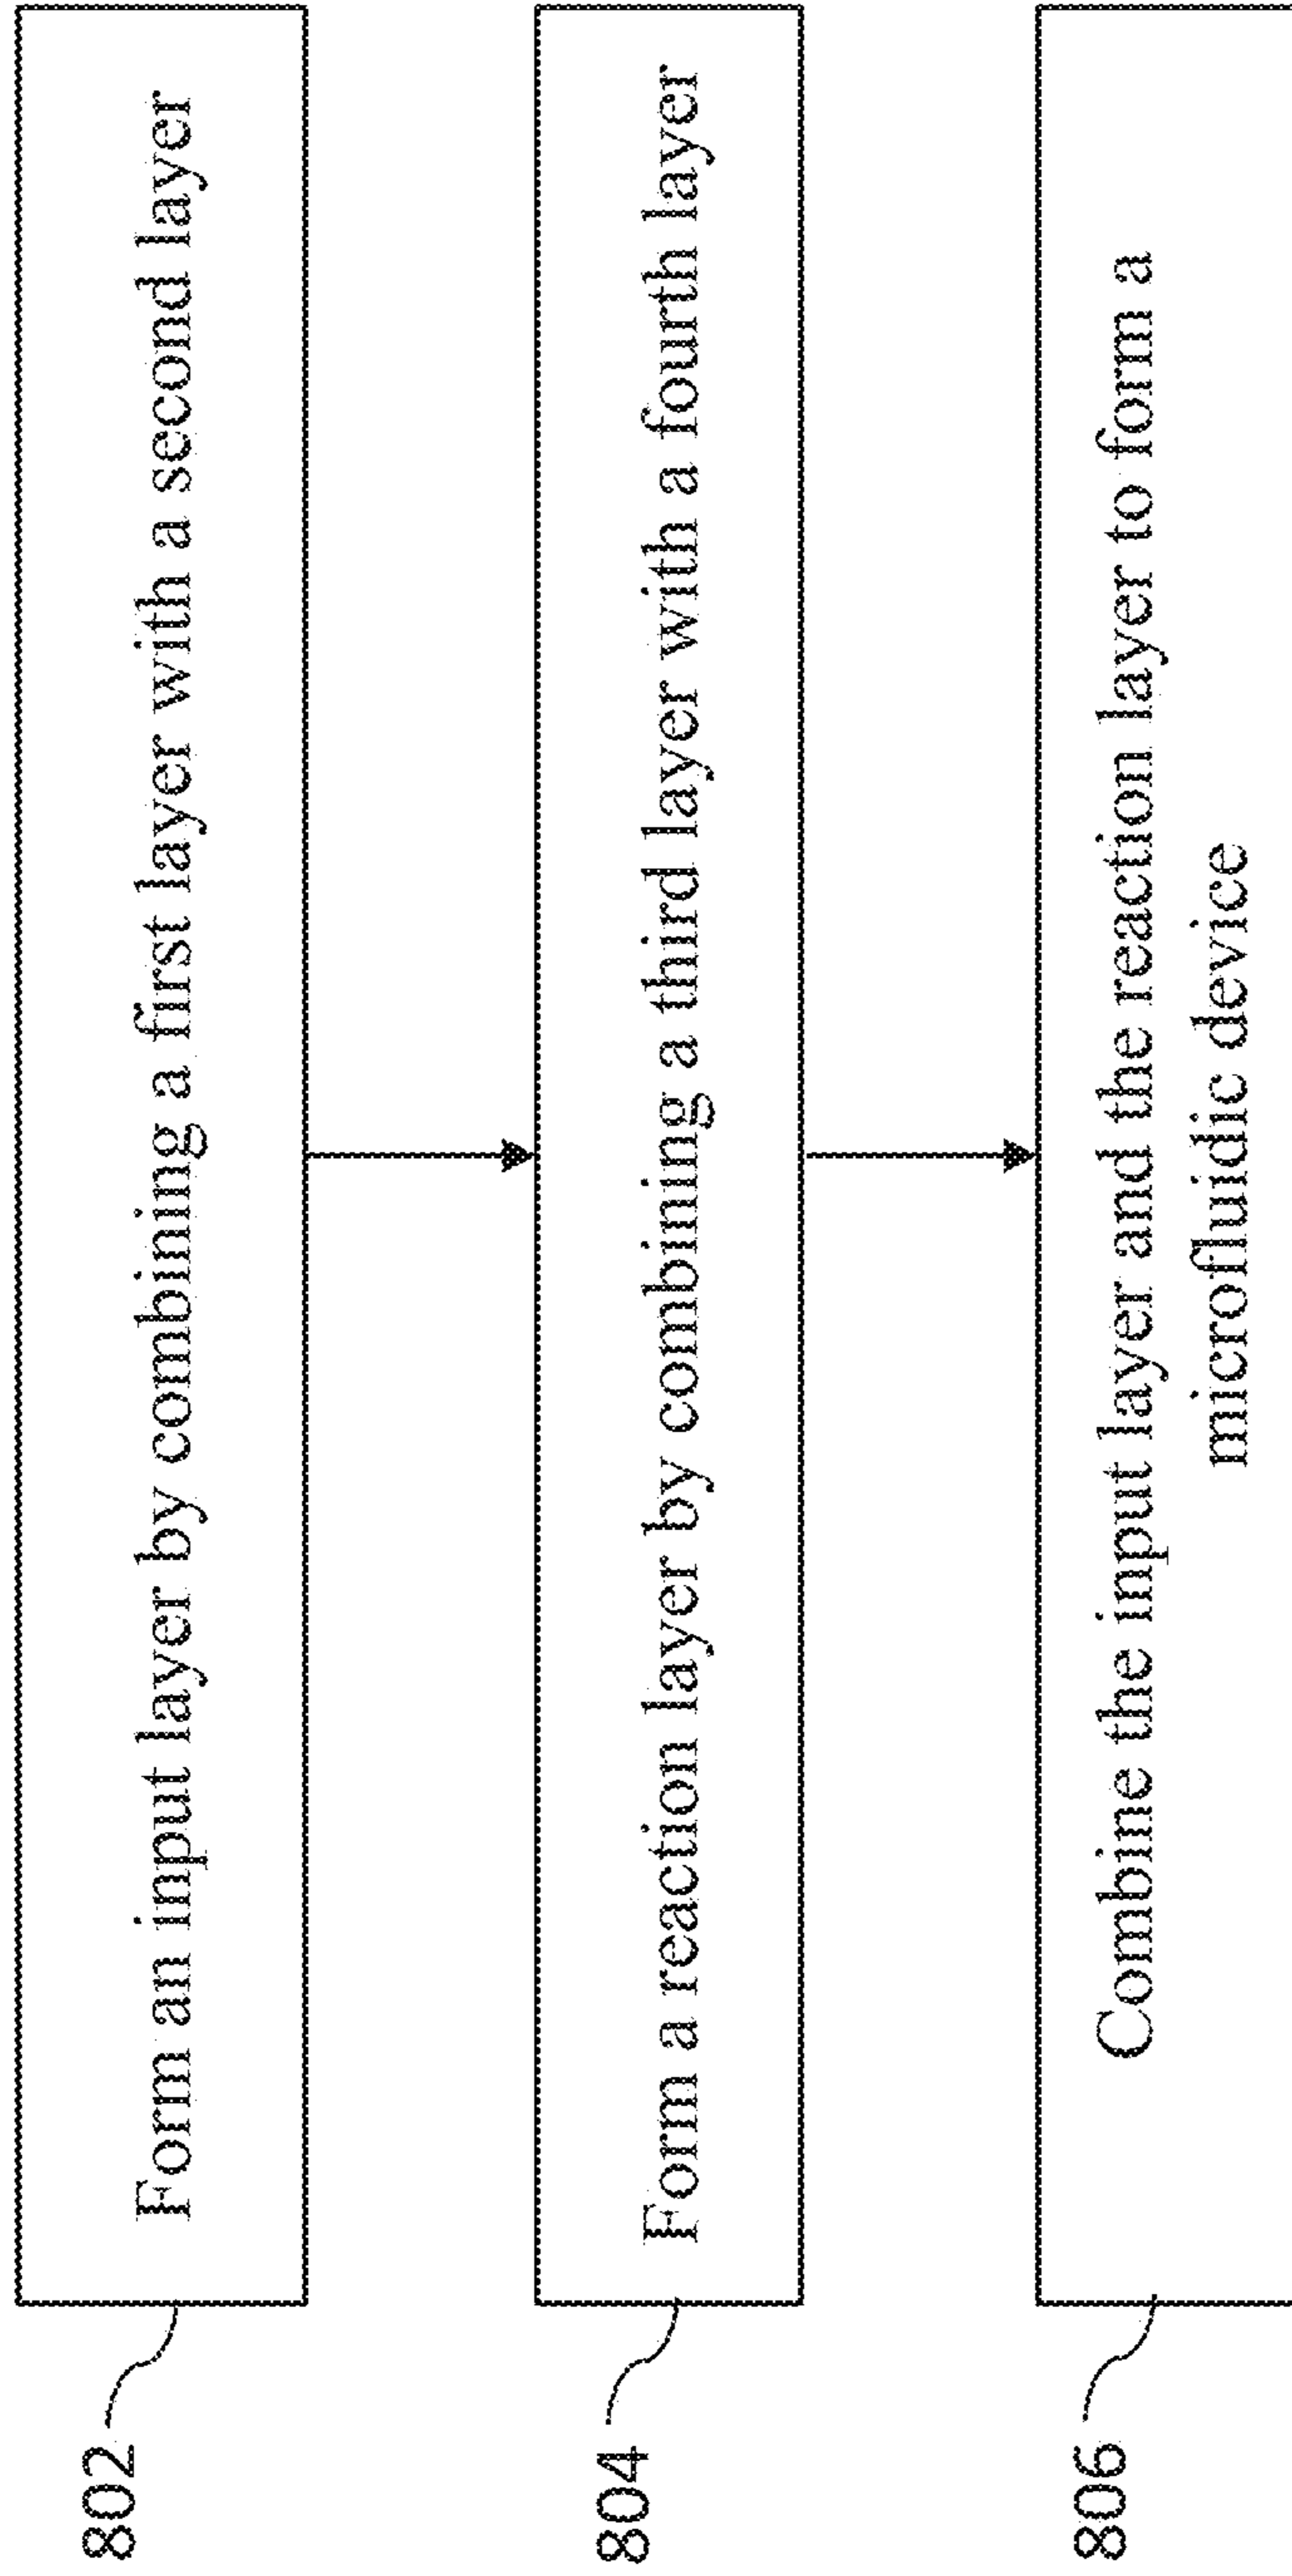 802
Form an input layer by combining a first layer with a second layer
804
Form a reaction layer by combining a third layer with a fourth layer
806
Combine the input layer and the reaction layer to form a
microfluidic device